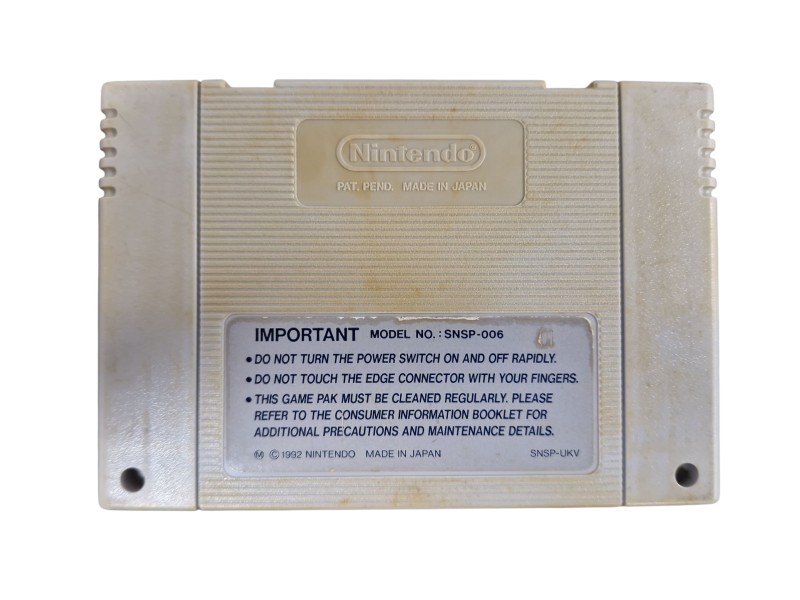 Nintendo®
PAT. PEND. MADE IN JAPAN
IMPORTANT MODEL NO. : SNSP-006
• DO NOT TURN THE POWER SWITCH ON AND OFF RAPIDLY.
• DO NOT TOUCH THE EDGE CONNECTOR WITH YOUR FINGERS.
• THIS GAME PAK MUST BE CLEANED REGULARLY. PLEASE
REFER TO THE CONSUMER INFORMATION BOOKLET FOR
ADDITIONAL PRECAUTIONS AND MAINTENANCE DETAILS.
Ⓜ © 1992 NINTENDO MADE IN JAPAN SNSP-UKV